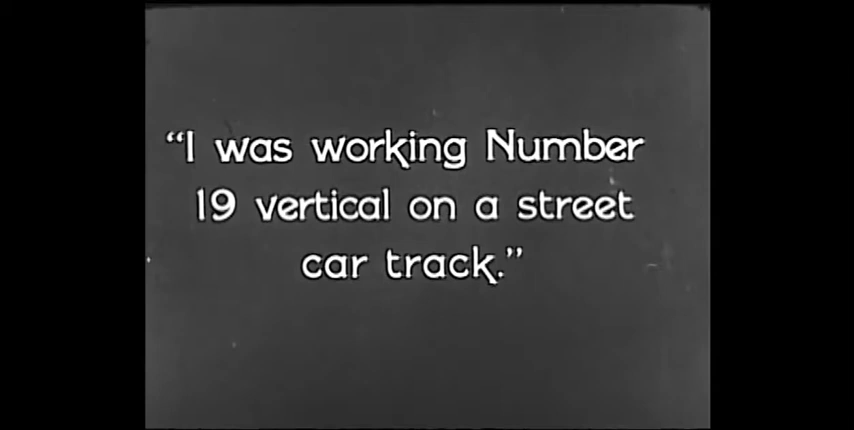 “I was working Number
19 vertical on a street
car track.”